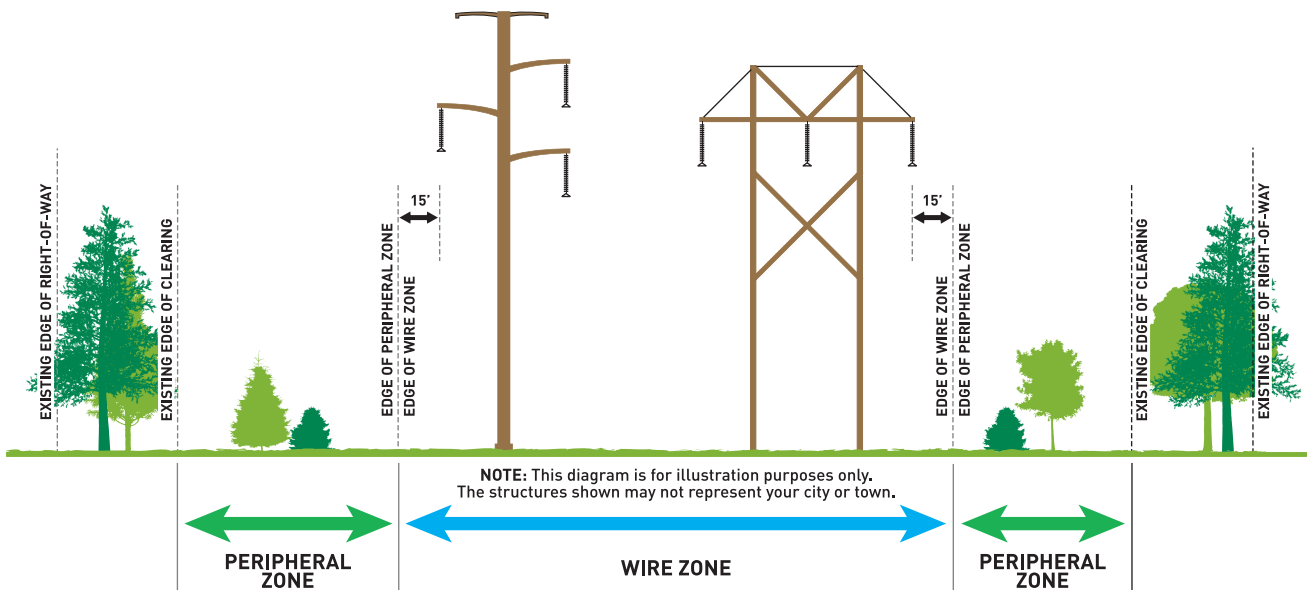 EXISTING EDGE OF RIGHT-OF-WAY
EXISTING EDGE OF CLEARING
EDGE OF PERIPHERAL ZONE
EDGE OF WIRE ZONE
15'
15'
EDGE OF WIRE ZONE
EDGE OF PERIPHERAL ZONE
EXISTING EDGE OF CLEARING
EXISTING EDGE OF RIGHT-OF-WAY
NOTE: This diagram is for illustration purposes only.
The structures shown may not represent your city or town.
PERIPHERAL
ZONE
WIRE ZONE
PERIPHERAL
ZONE